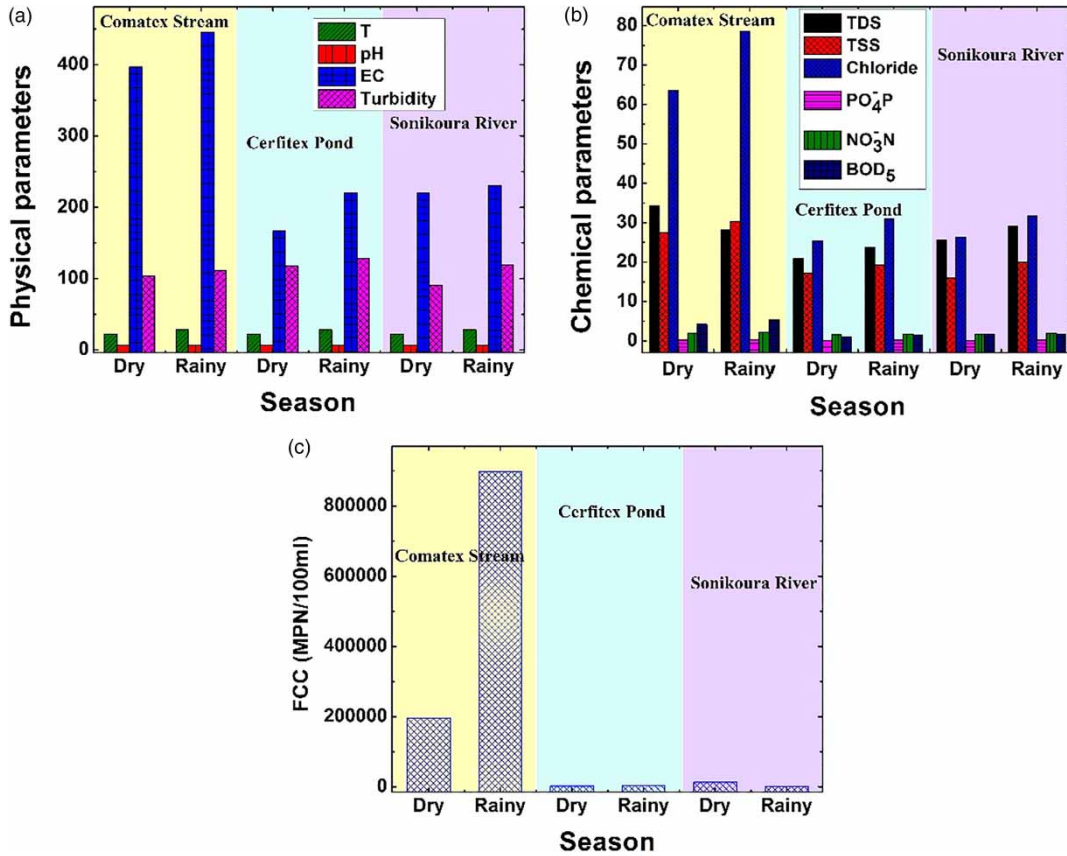 (a)
Comatex Stream
T
pH
EC
Turbidity
Cerfitex Pond
Sonikoura River
Physical parameters
400
300
200
100
0
Dry Rainy Dry Rainy Dry Rainy
Season
(b)
Comatex Stream
TDS
TSS
Chloride
PO₄⁻P
NO₃⁻N
BOD₅
Sonikoura River
Cerfitex Pond
Chemical parameters
80
70
60
50
40
30
20
10
0
Dry Rainy Dry Rainy Dry Rainy
Season
(c)
Cerfitex Pond
Comatex Stream
Sonikoura River
FCC (MPN/100ml)
800000
600000
400000
200000
0
Dry Rainy Dry Rainy Dry Rainy
Season